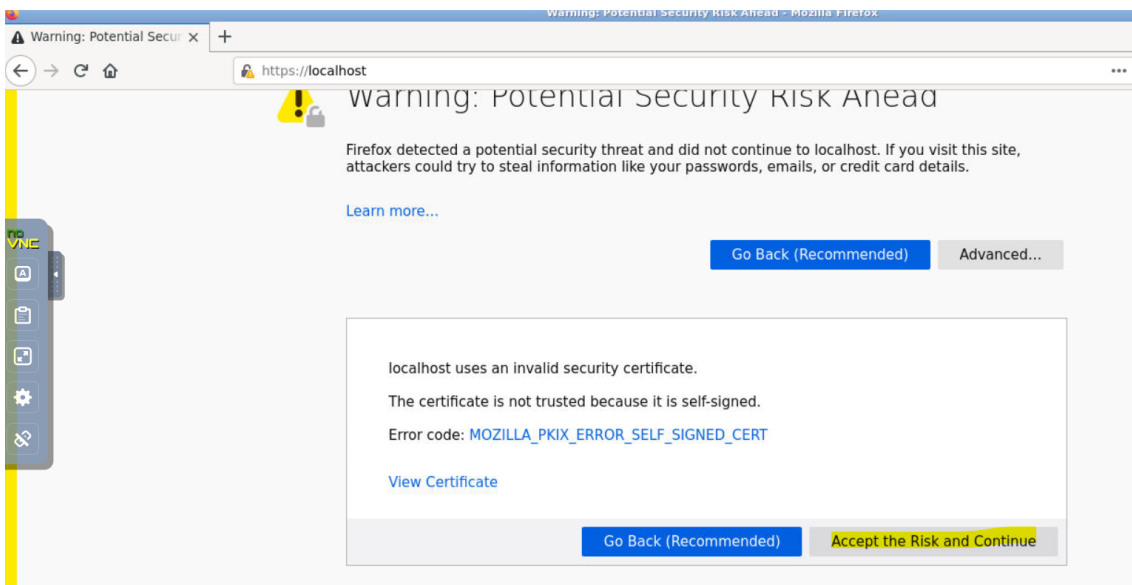 Warning: Potential Security Risk Ahead - Mozilla Firefox
Warning: Potential Secur
https://localhost
Warning: Potential Security Risk Ahead
Firefox detected a potential security threat and did not continue to localhost. If you visit this site,
attackers could try to steal information like your passwords, emails, or credit card details.
Learn more...
no
VNC
Go Back (Recommended) Advanced...
A
localhost uses an invalid security certificate.
The certificate is not trusted because it is self-signed.
Error code: MOZILLA_PKIX_ERROR_SELF_SIGNED_CERT
View Certificate
Go Back (Recommended) Accept the Risk and Continue